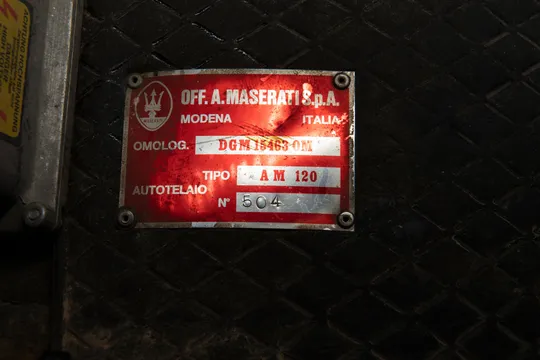 OFF. A. MASERATI S.p.A.
MODENA ITALIA
OMOLOG. DGM 15463 OM
TIPO AM 120
AUTOTELAIO
N° 504